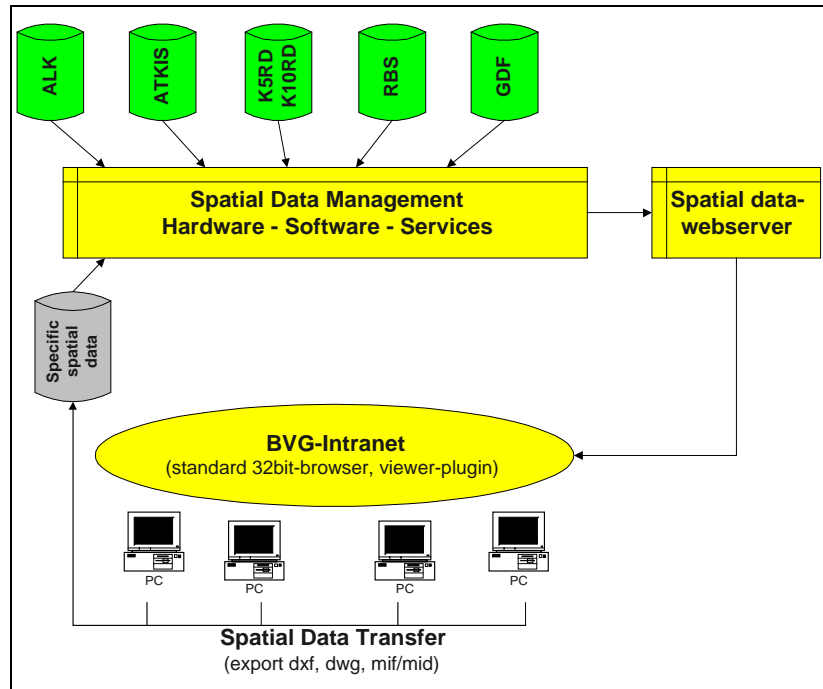 ALK
ATKIS
K5RD
K10RD
RBS
GDF
Spatial Data Management
Hardware - Software - Services
Spatial data-
webserver
Specific
spatial
data
BVG-Intranet
(standard 32bit-browser, viewer-plugin)
PC
PC
PC
PC
Spatial Data Transfer
(export dxf, dwg, mif/mid)